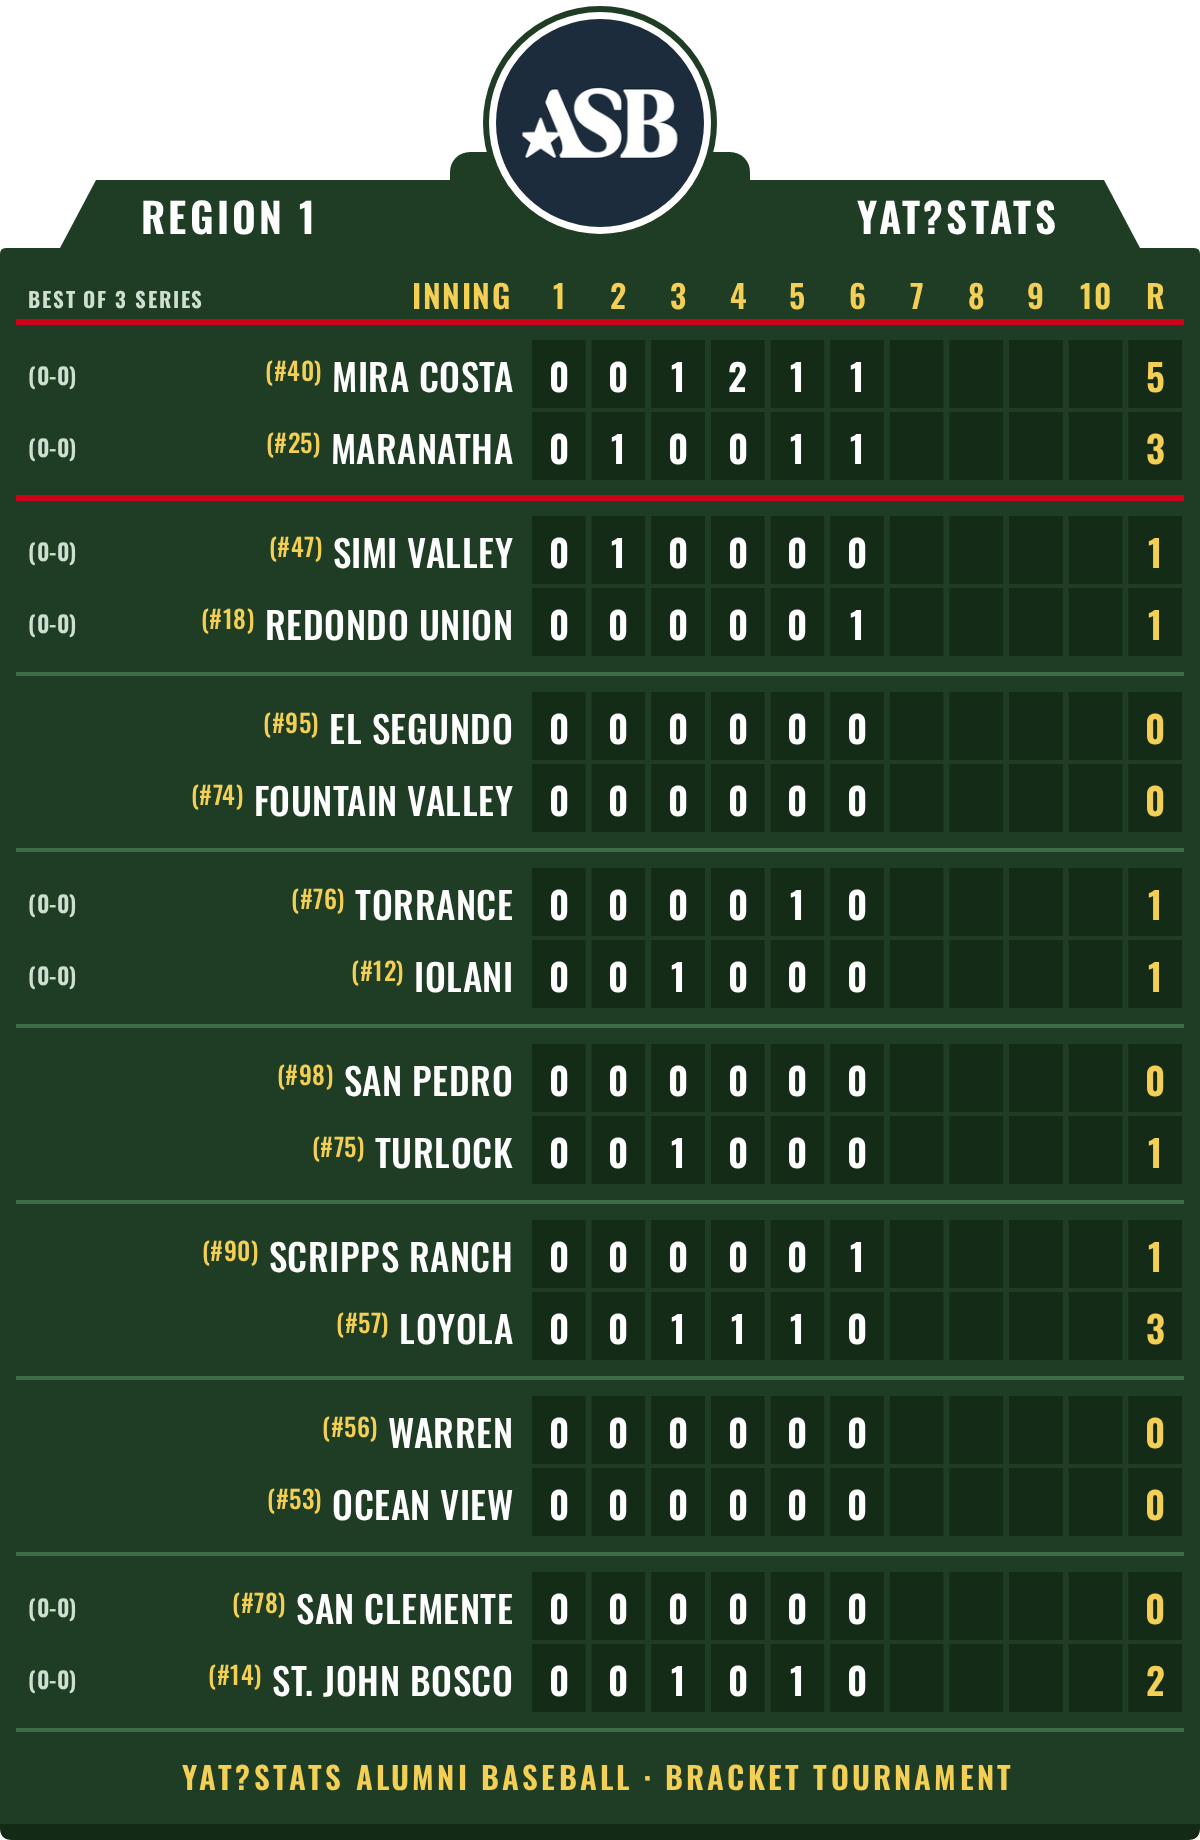 ASB
REGION 1 YAT?STATS
BEST OF 3 SERIES INNING 1 2 3 4 5 6 7 8 9 10 R
(0-0) (#40) MIRA COSTA 0 0 1 2 1 1 5
(0-0) (#25) MARANATHA 0 1 0 0 1 1 3
(0-0) (#47) SIMI VALLEY 0 1 0 0 0 0 1
(0-0) (#18) REDONDO UNION 0 0 0 0 0 1 1
(#95) EL SEGUNDO 0 0 0 0 0 0 0
(#74) FOUNTAIN VALLEY 0 0 0 0 0 0 0
(0-0) (#76) TORRANCE 0 0 0 0 1 0 1
(0-0) (#12) IOLANI 0 0 1 0 0 0 1
(#98) SAN PEDRO 0 0 0 0 0 0 0
(#75) TURLOCK 0 0 1 0 0 0 1
(#90) SCRIPPS RANCH 0 0 0 0 0 1 1
(#57) LOYOLA 0 0 1 1 1 0 3
(#56) WARREN 0 0 0 0 0 0 0
(#53) OCEAN VIEW 0 0 0 0 0 0 0
(0-0) (#78) SAN CLEMENTE 0 0 0 0 0 0 0
(0-0) (#14) ST. JOHN BOSCO 0 0 1 0 1 0 2
YAT?STATS ALUMNI BASEBALL · BRACKET TOURNAMENT